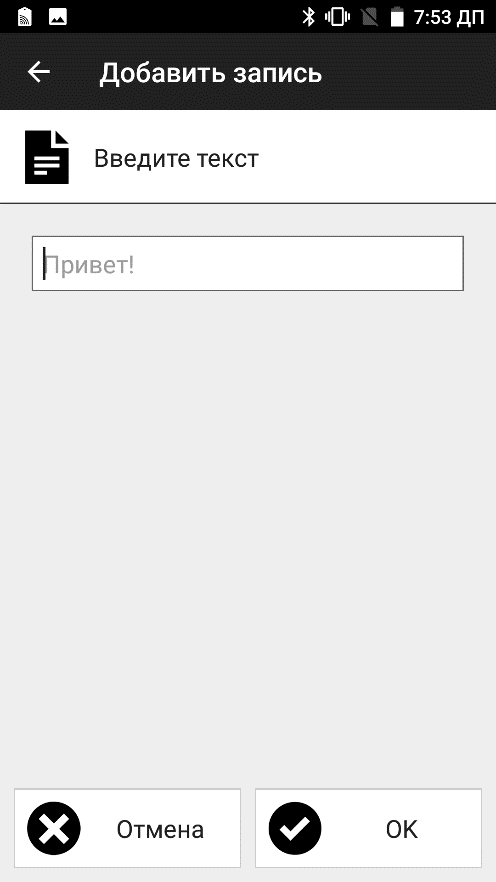 7:53 ДП
Добавить запись
Введите текст
Привет!
Отмена
OK